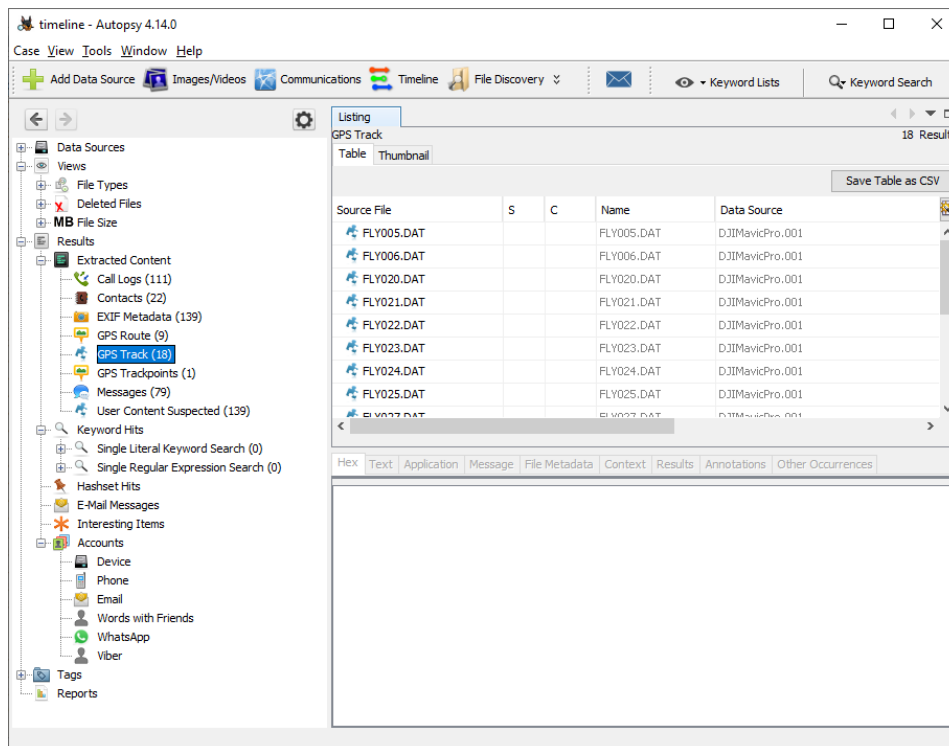 timeline - Autopsy 4.14.0
Case View Tools Window Help
Add Data Source Images/Videos Communications Timeline File Discovery Keyword Lists Keyword Search
Data Sources
Views
File Types
Deleted Files
MB File Size
Results
Extracted Content
Call Logs (111)
Contacts (22)
EXIF Metadata (139)
GPS Route (9)
GPS Track (18)
GPS Trackpoints (1)
Messages (79)
User Content Suspected (139)
Keyword Hits
Single Literal Keyword Search (0)
Single Regular Expression Search (0)
Hashset Hits
E-Mail Messages
Interesting Items
Accounts
Device
Phone
Email
Words with Friends
WhatsApp
Viber
Tags
Reports
Listing
GPS Track 18 Result
Table Thumbnail
Save Table as CSV
Source File S C Name Data Source
FLY005.DAT FLY005.DAT DJIMavicPro.001
FLY006.DAT FLY006.DAT DJIMavicPro.001
FLY020.DAT FLY020.DAT DJIMavicPro.001
FLY021.DAT FLY021.DAT DJIMavicPro.001
FLY022.DAT FLY022.DAT DJIMavicPro.001
FLY023.DAT FLY023.DAT DJIMavicPro.001
FLY024.DAT FLY024.DAT DJIMavicPro.001
FLY025.DAT FLY025.DAT DJIMavicPro.001
FLY027.DAT FLY027.DAT DJIMavicPro.001
Hex Text Application Message File Metadata Context Results Annotations Other Occurrences